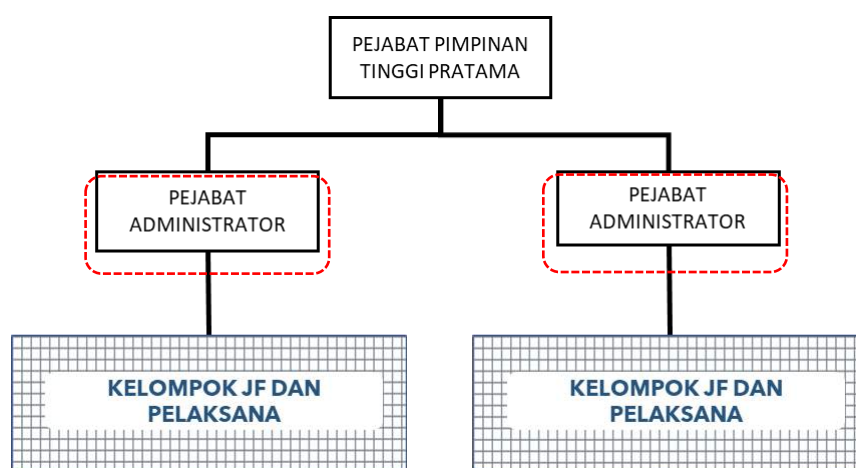 PEJABAT PIMPINAN
TINGGI PRATAMA
PEJABAT
ADMINISTRATOR
PEJABAT
ADMINISTRATOR
KELOMPOK JF DAN
PELAKSANA
KELOMPOK JF DAN
PELAKSANA